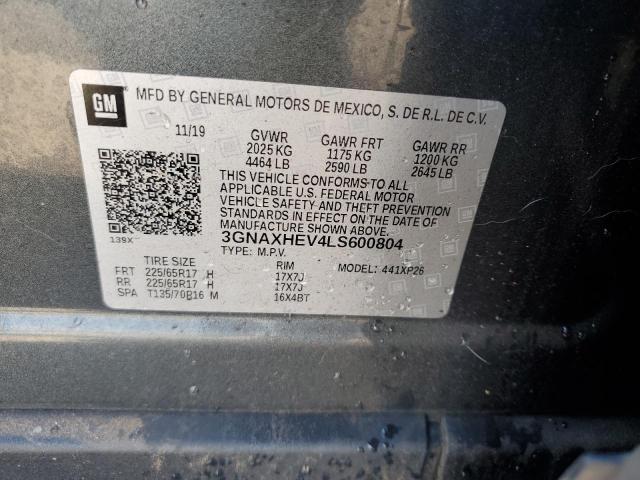 GM MFD BY GENERAL MOTORS DE MEXICO, S. DE R.L. DE C.V.
11/19 GVWR GAWR FRT GAWR RR
2025 KG 1175 KG 1200 KG
4464 LB 2590 LB 2645 LB
THIS VEHICLE CONFORMS TO ALL
APPLICABLE U.S. FEDERAL MOTOR
VEHICLE SAFETY AND THEFT PREVENTION
STANDARDS IN EFFECT ON THE DATE OF
MANUFACTURE SHOWN ABOVE.
139X 3GNAXHEV4LS600804
TYPE: M.P.V.
TIRE SIZE RIM MODEL: 441XP26
FRT 225/65R17 H 17X7J
RR 225/65R17 H 17X7J
SPA T135/70R16 M 16X4BT